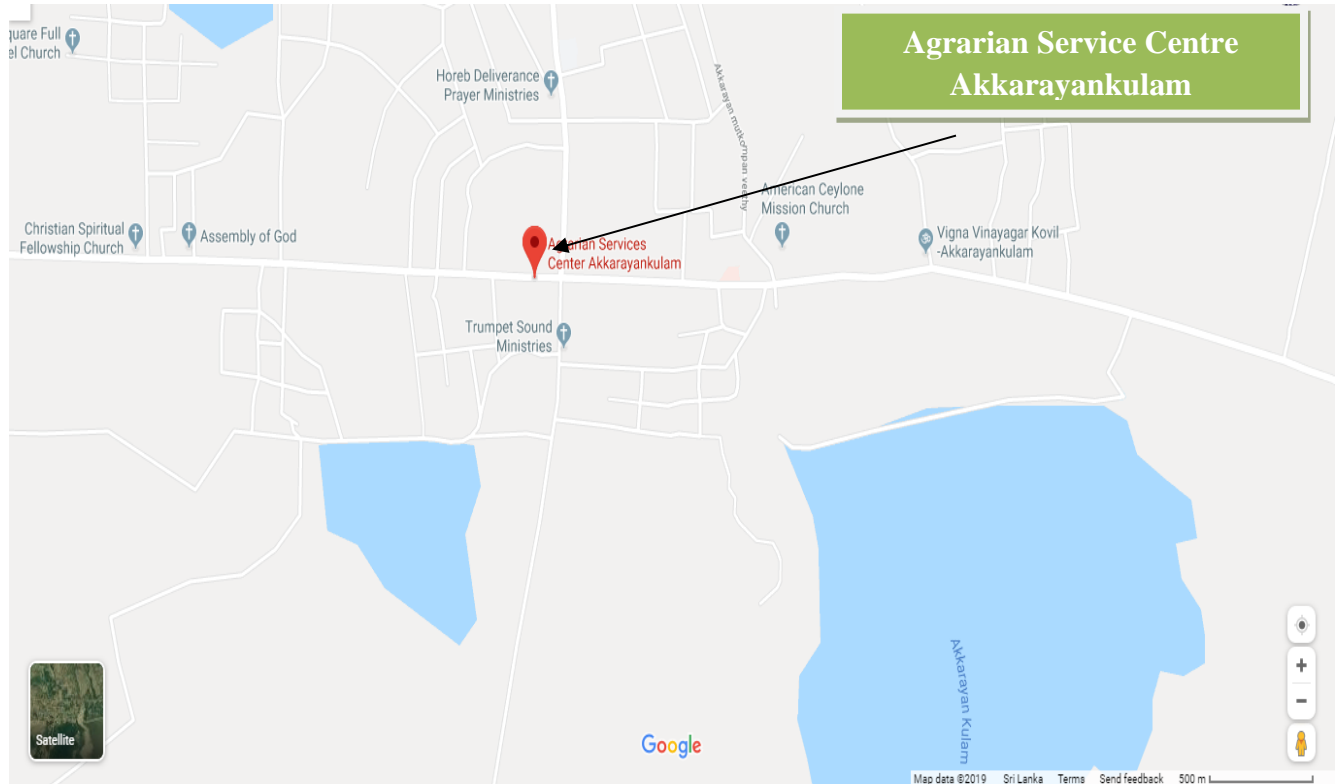 Agrarian Service Centre
Akkarayankulam
quare Full
el Church
Horeb Deliverance
Prayer Ministries
Akkarayan mutkompan veethy
American Ceylone
Mission Church
Christian Spiritual
Fellowship Church
Assembly of God
Agrarian Services
Center Akkarayankulam
Vigna Vinayagar Kovil
-Akkarayankulam
Trumpet Sound
Ministries
Akkarayan Kulam
Satellite
Google
Map data ©2019 Sri Lanka Terms Send feedback 500 m